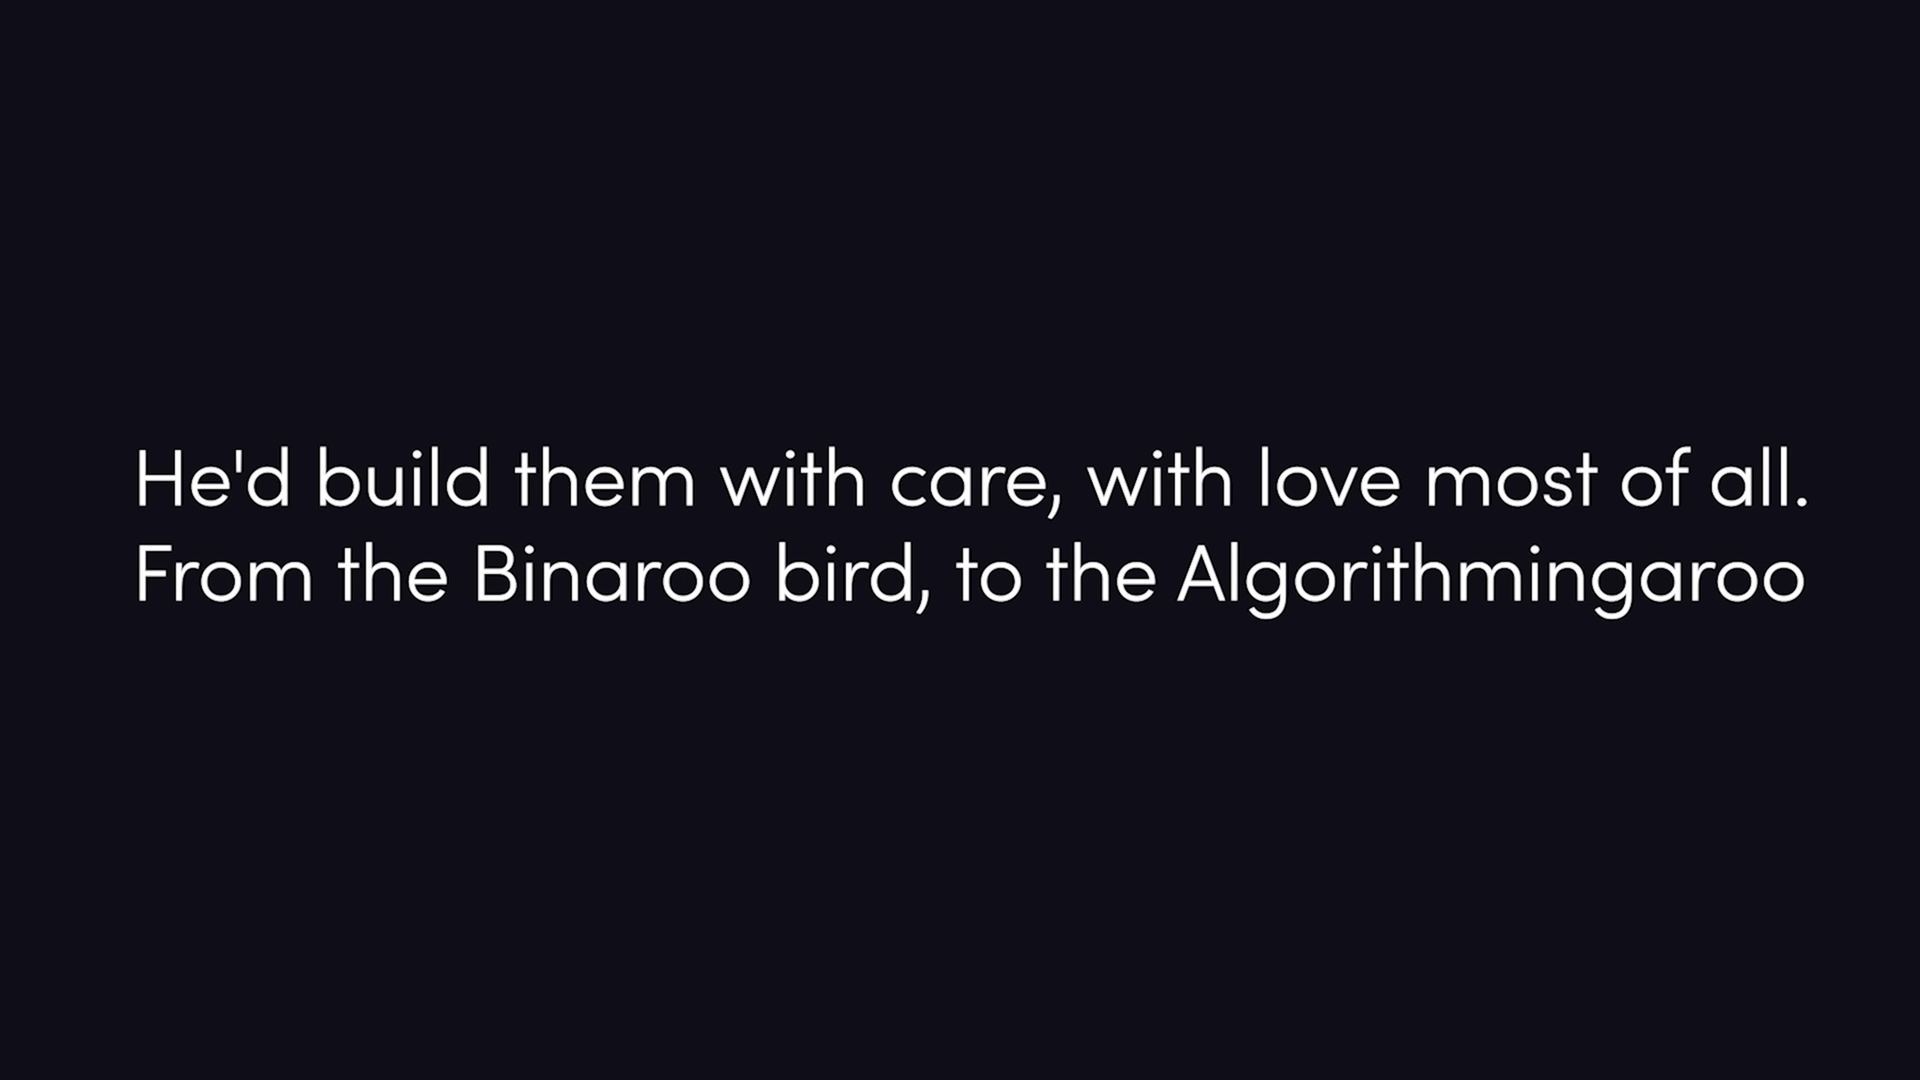 He'd build them with care, with love most of all.
From the Binaroo bird, to the Algorithmingaroo